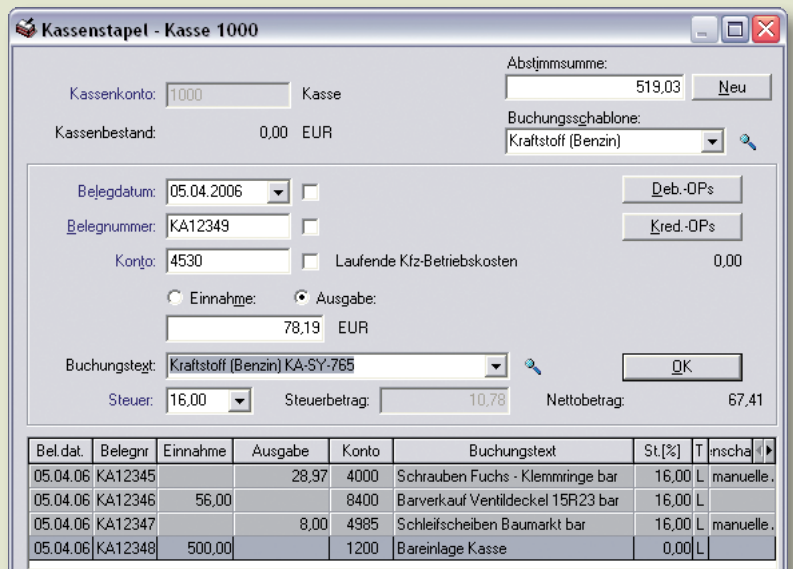 Kassenstapel - Kasse 1000
Abstimmsumme:
519,03 Neu
Kassenkonto: 1000 Kasse
Buchungsschablone:
Kassenbestand: 0,00 EUR
Kraftstoff (Benzin)
Belegdatum: 05.04.2006 Deb.-OPs
Belegnummer: KA12349 Kred.-OPs
Konto: 4530 Laufende Kfz-Betriebskosten 0,00
Einnahme: Ausgabe:
78,19 EUR
Buchungstext: Kraftstoff (Benzin) KA-SY-765 OK
Steuer: 16,00 Steuerbetrag: 10,78 Nettobetrag: 67,41
Bel.dat. Belegnr Einnahme Ausgabe Konto Buchungstext St.[%] T enscha
05.04.06 KA12345 28,97 4000 Schrauben Fuchs - Klemmringe bar 16,00 L manuelle
05.04.06 KA12346 56,00 8400 Barverkauf Ventildeckel 15R23 bar 16,00 L
05.04.06 KA12347 8,00 4985 Schleifscheiben Baumarkt bar 16,00 L manuelle
05.04.06 KA12348 500,00 1200 Bareinlage Kasse 0,00 L